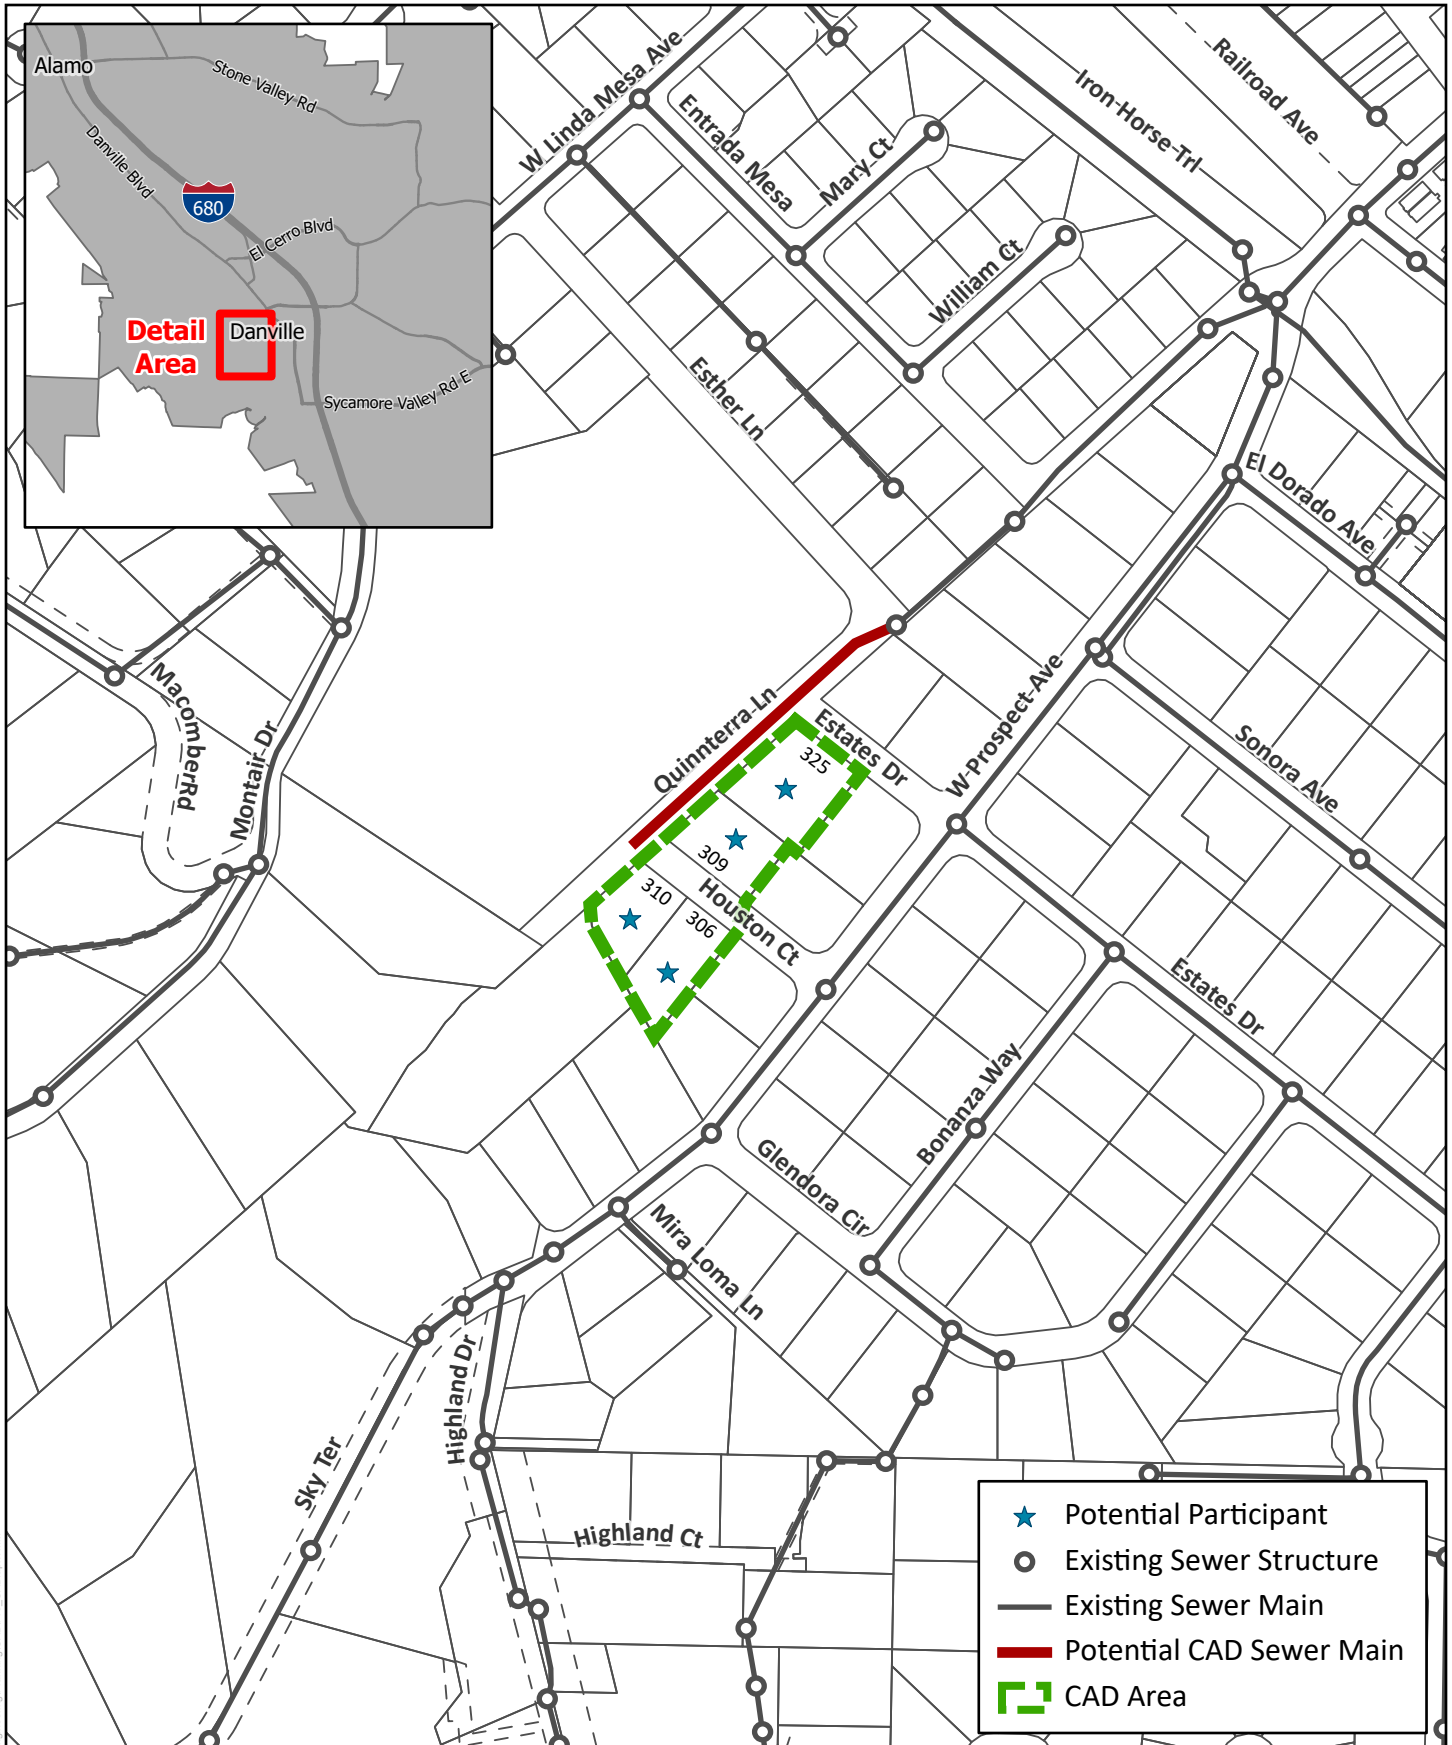 Alamo
Stone Valley Rd
Danville Blvd
680
El Cerro Blvd
Detail
Area
Danville
Sycamore Valley Rd E
W Linda Mesa Ave
Entrada Mesa
Mary Ct
William Ct
Iron Horse Trl
Railroad Ave
Esther Ln
El Dorado Ave
Macomber Rd
Montair Dr
Quinnterra Ln
Estates Dr
W Prospect Ave
Sonora Ave
325
309
310
306
Houston Ct
Estates Dr
Bonanza Way
Glendora Cir
Mira Loma Ln
Highland Dr
Sky Ter
Highland Ct
Potential Participant
Existing Sewer Structure
Existing Sewer Main
Potential CAD Sewer Main
CAD Area